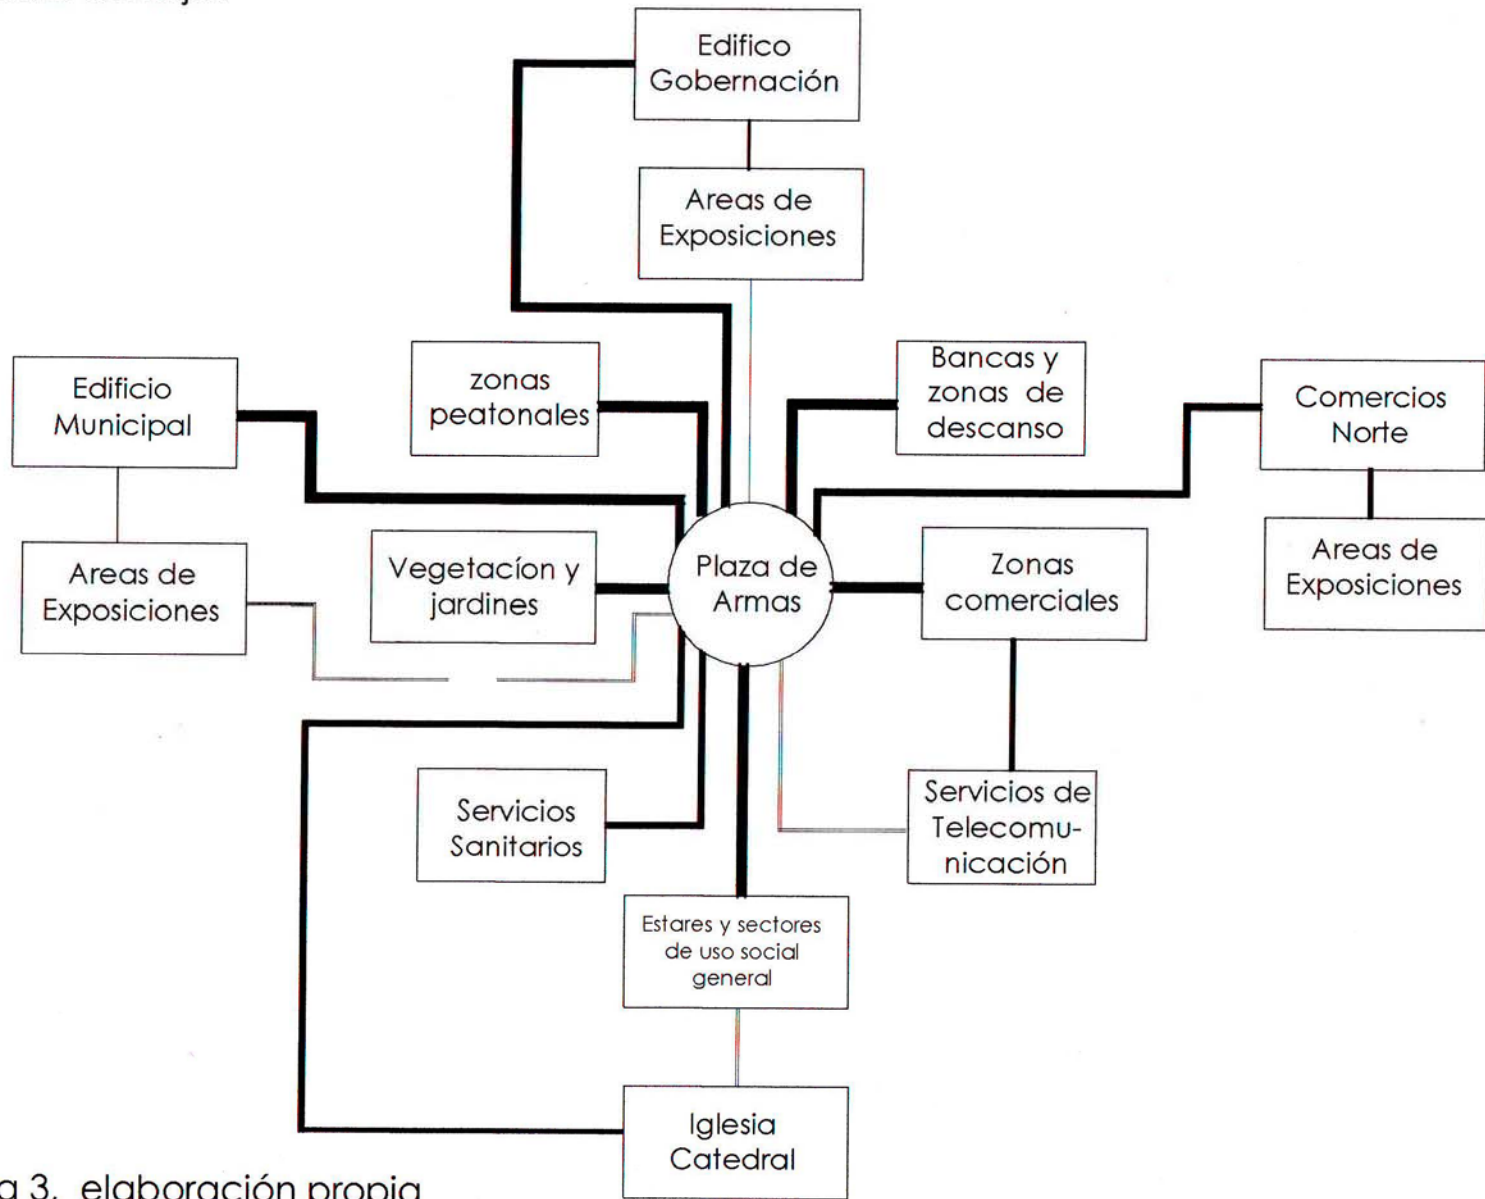 Edifico
Gobernación
Areas de
Exposiciones
Edificio
Municipal
zonas
peatonales
Bancas y
zonas de
descanso
Comercios
Norte
Areas de
Exposiciones
Vegetacíon y
jardines
Plaza de
Armas
Zonas
comerciales
Areas de
Exposiciones
Servicios
Sanitarios
Servicios de
Telecomu-
nicación
Estares y sectores
de uso social
general
Iglesia
Catedral
a 3. elaboración propia